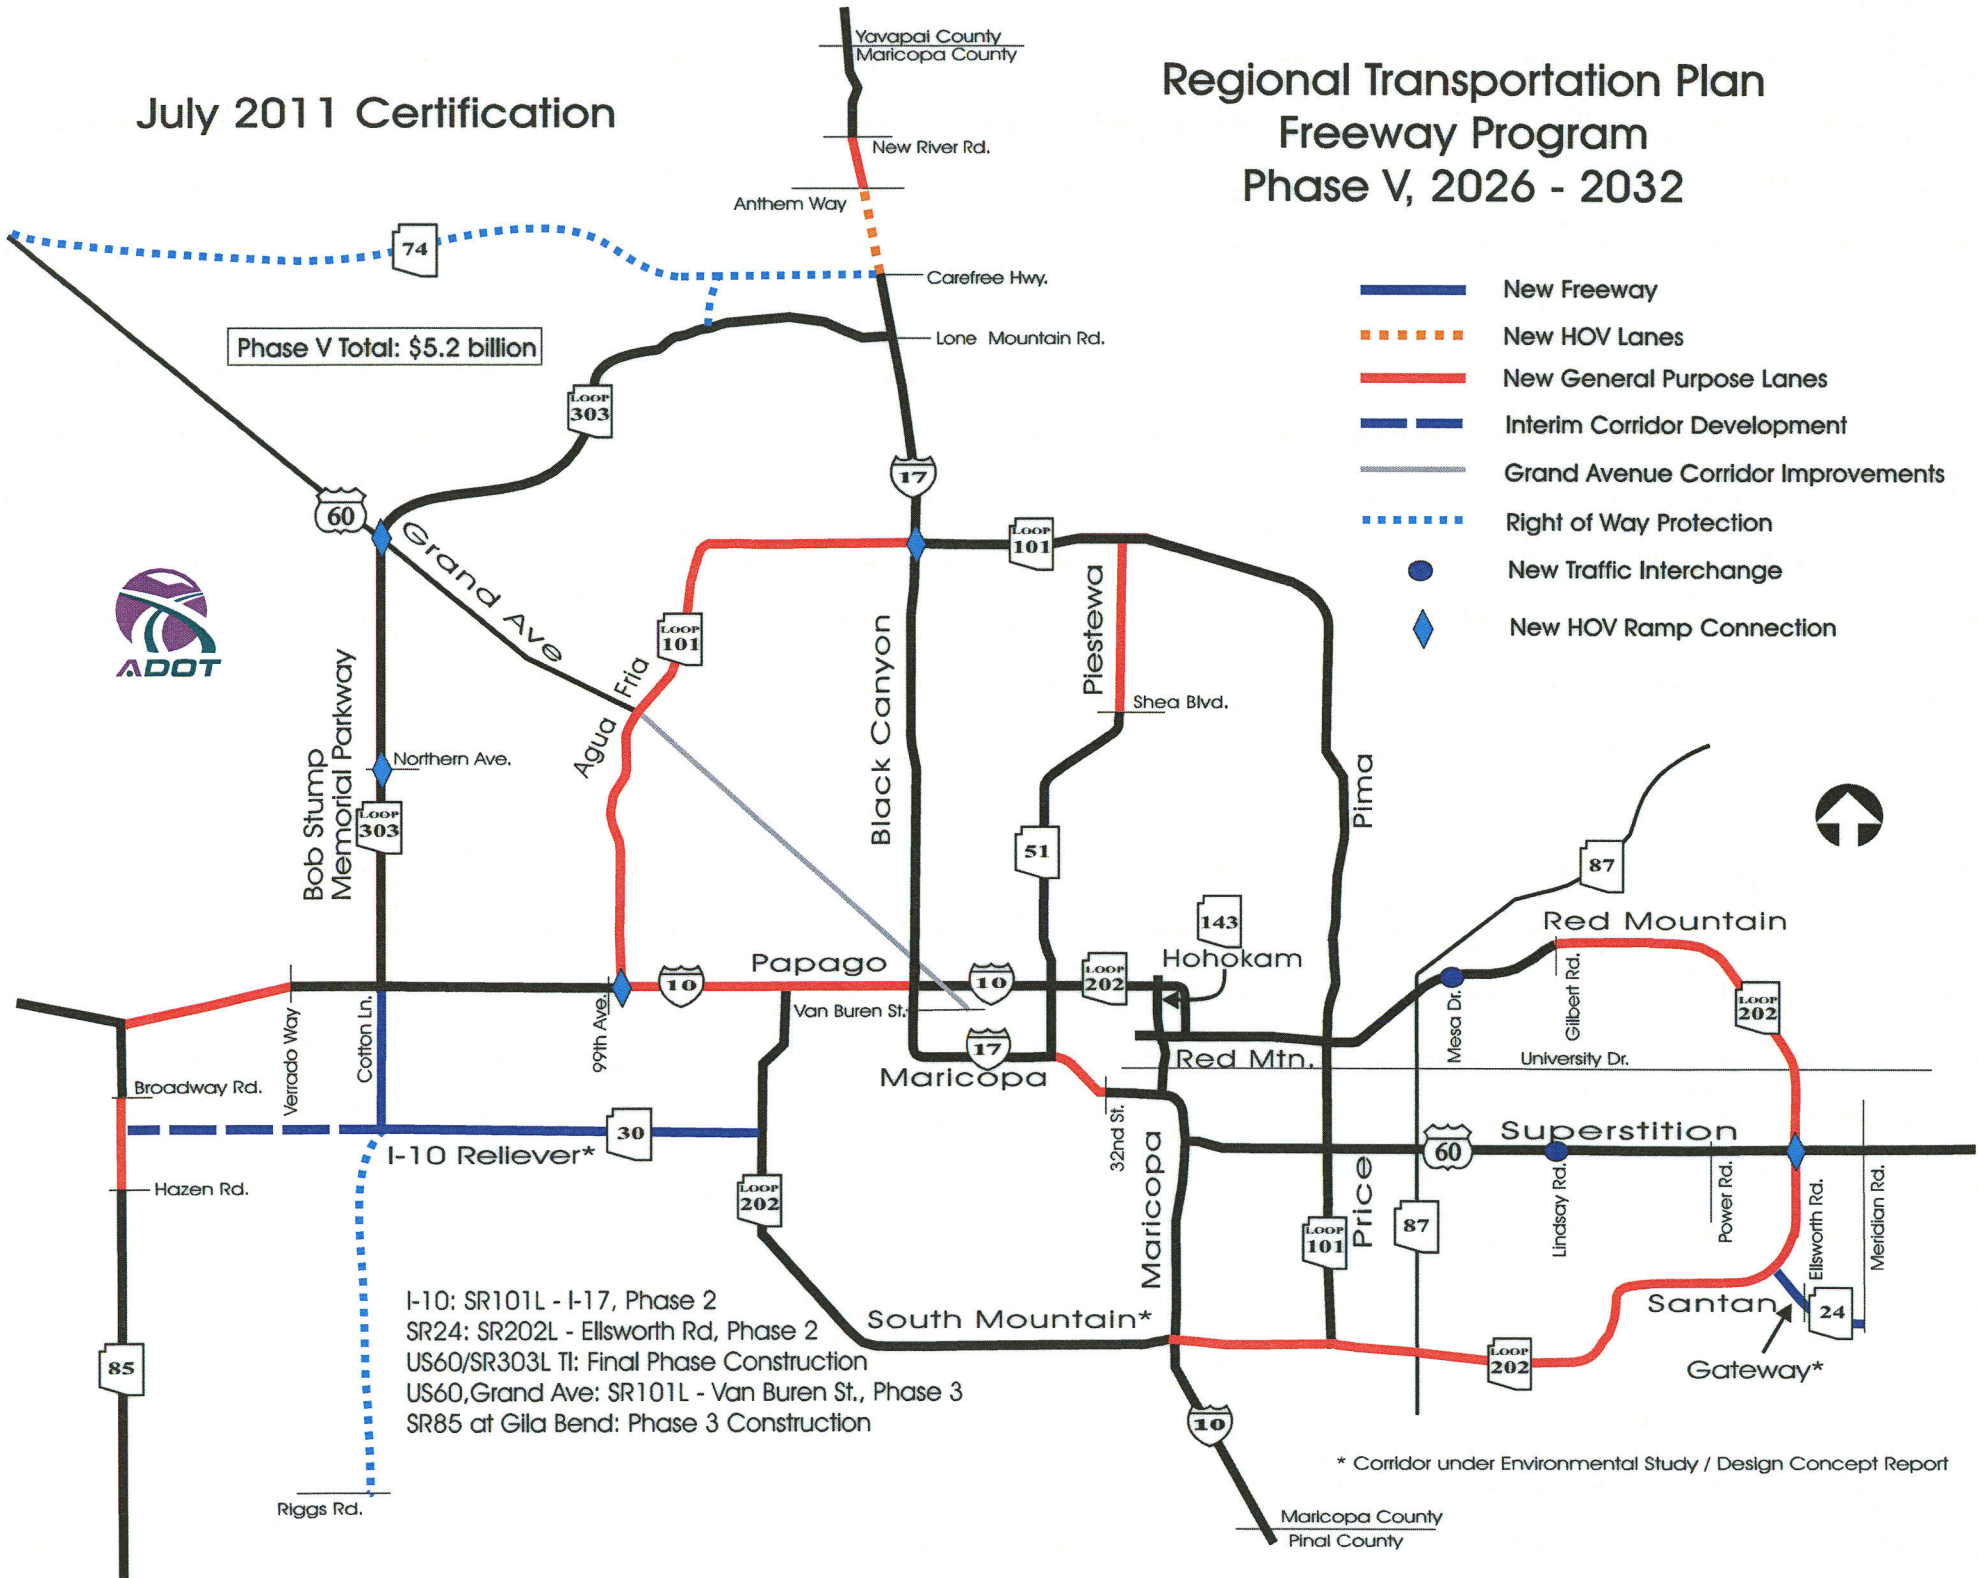 July 2011 Certification
Regional Transportation Plan
Freeway Program
Phase V, 2026 - 2032
Yavapai County
Maricopa County
New River Rd.
Anthem Way
74
Carefree Hwy.
Lone Mountain Rd.
Phase V Total: $5.2 billion
LOOP
303
17
60
Grand Ave
LOOP
101
LOOP
101
New Freeway
New HOV Lanes
New General Purpose Lanes
Interim Corridor Development
Grand Avenue Corridor Improvements
Right of Way Protection
New Traffic Interchange
New HOV Ramp Connection
ADOT
Bob Stump
Memorial Parkway
Northern Ave.
LOOP
303
Agua Fria
Black Canyon
Piestewa
Shea Blvd.
51
Pima
87
143
Hohokam
Red Mountain
Papago
10
10
LOOP
202
Van Buren St.
17
Maricopa
Red Mtn.
Mesa Dr.
Gilbert Rd.
LOOP
202
University Dr.
Verrado Way
Cotton Ln.
99th Ave.
Broadway Rd.
30
I-10 Reliever*
Hazen Rd.
32nd St.
Maricopa
Superstition
60
Price
87
LOOP
101
Lindsay Rd.
Power Rd.
Ellsworth Rd.
Meridian Rd.
LOOP
202
South Mountain*
Santan
24
Gateway*
LOOP
202
85
I-10: SR101L - I-17, Phase 2
SR24: SR202L - Ellsworth Rd, Phase 2
US60/SR303L TI: Final Phase Construction
US60,Grand Ave: SR101L - Van Buren St., Phase 3
SR85 at Gila Bend: Phase 3 Construction
10
* Corridor under Environmental Study / Design Concept Report
Riggs Rd.
Maricopa County
Pinal County